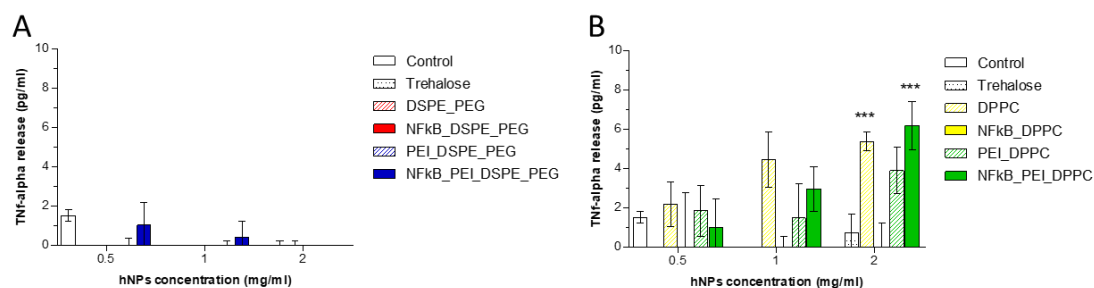 A
TNf-alpha release (pg/ml)
10
8
6
4
2
0
0.5
1
2
hNPs concentration (mg/ml)
Control
Trehalose
DSPE_PEG
NFkB_DSPE_PEG
PEI_DSPE_PEG
NFkB_PEI_DSPE_PEG
B
TNf-alpha release (pg/ml)
10
8
6
4
2
0
***
***
0.5
1
2
hNPs concentration (mg/ml)
Control
Trehalose
DPPC
NFkB_DPPC
PEI_DPPC
NFkB_PEI_DPPC